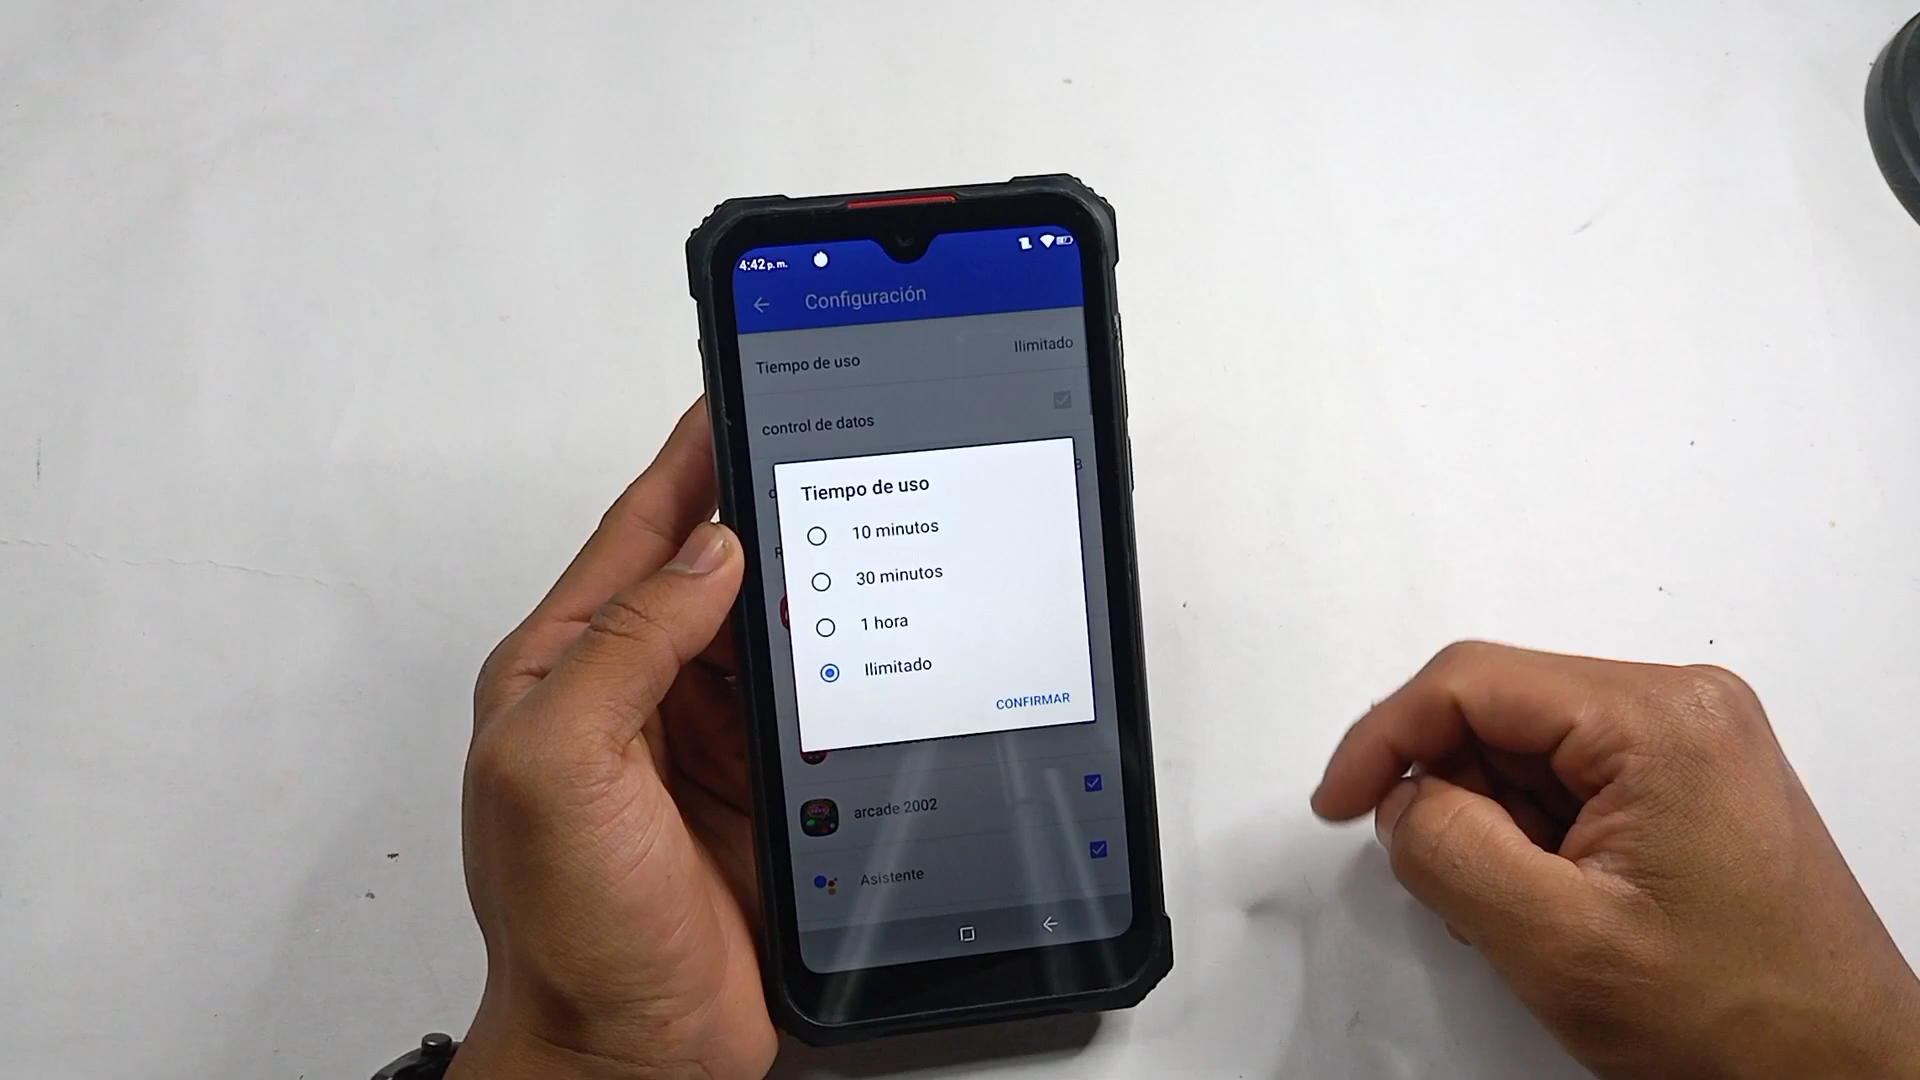 4:42 p. m.
Configuración
Tiempo de uso
Ilimitado
control de datos
Tiempo de uso
10 minutos
30 minutos
1 hora
Ilimitado
CONFIRMAR
arcade 2002
Asistente